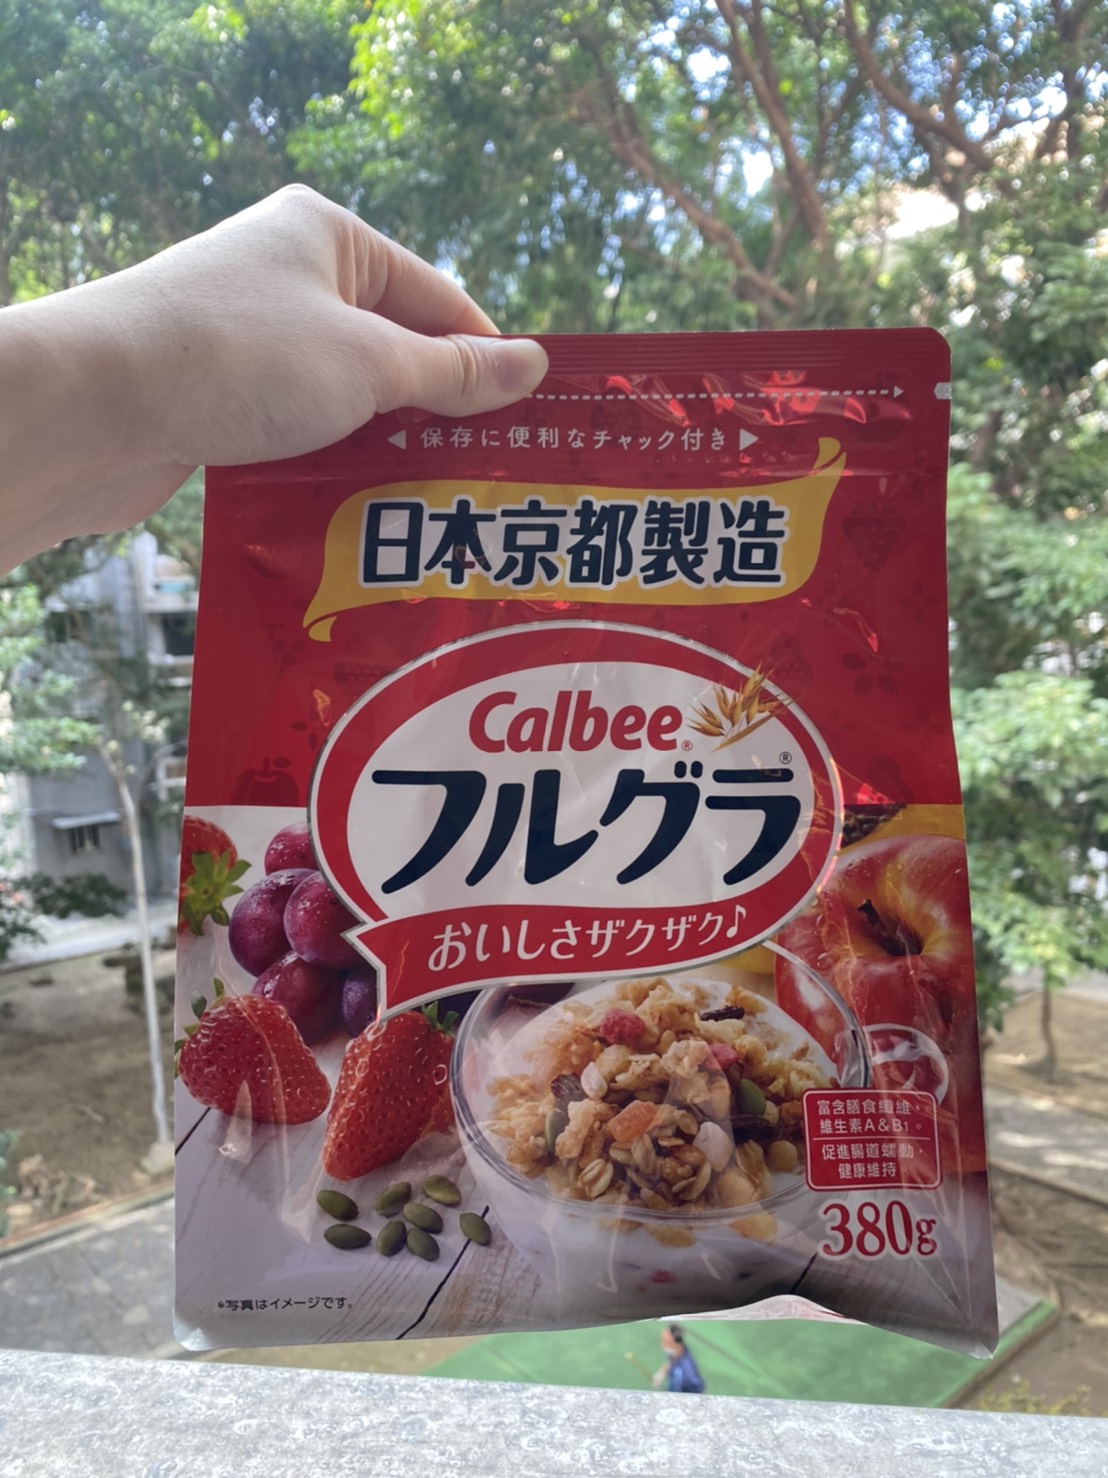 保存に便利なチャック付き
日本京都製造
Calbee®
フルグラ®
おいしさザクザク♪
富含膳食纖維、
維生素A&B1。
促進腸道蠕動，
健康維持。
380g
*写真はイメージです。